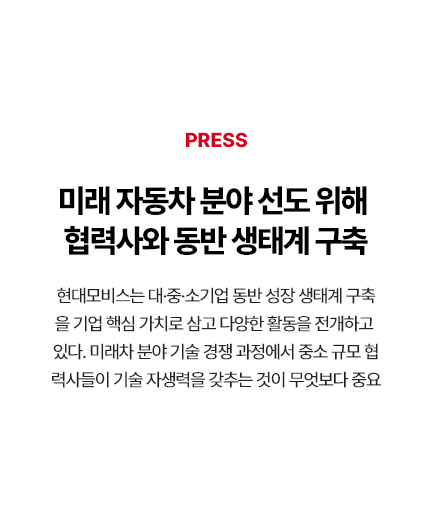 PRESS
미래 자동차 분야 선도 위해
협력사와 동반 생태계 구축
현대모비스는 대·중·소기업 동반 성장 생태계 구축
을 기업 핵심 가치로 삼고 다양한 활동을 전개하고
있다. 미래차 분야 기술 경쟁 과정에서 중소 규모 협
력사들이 기술 자생력을 갖추는 것이 무엇보다 중요